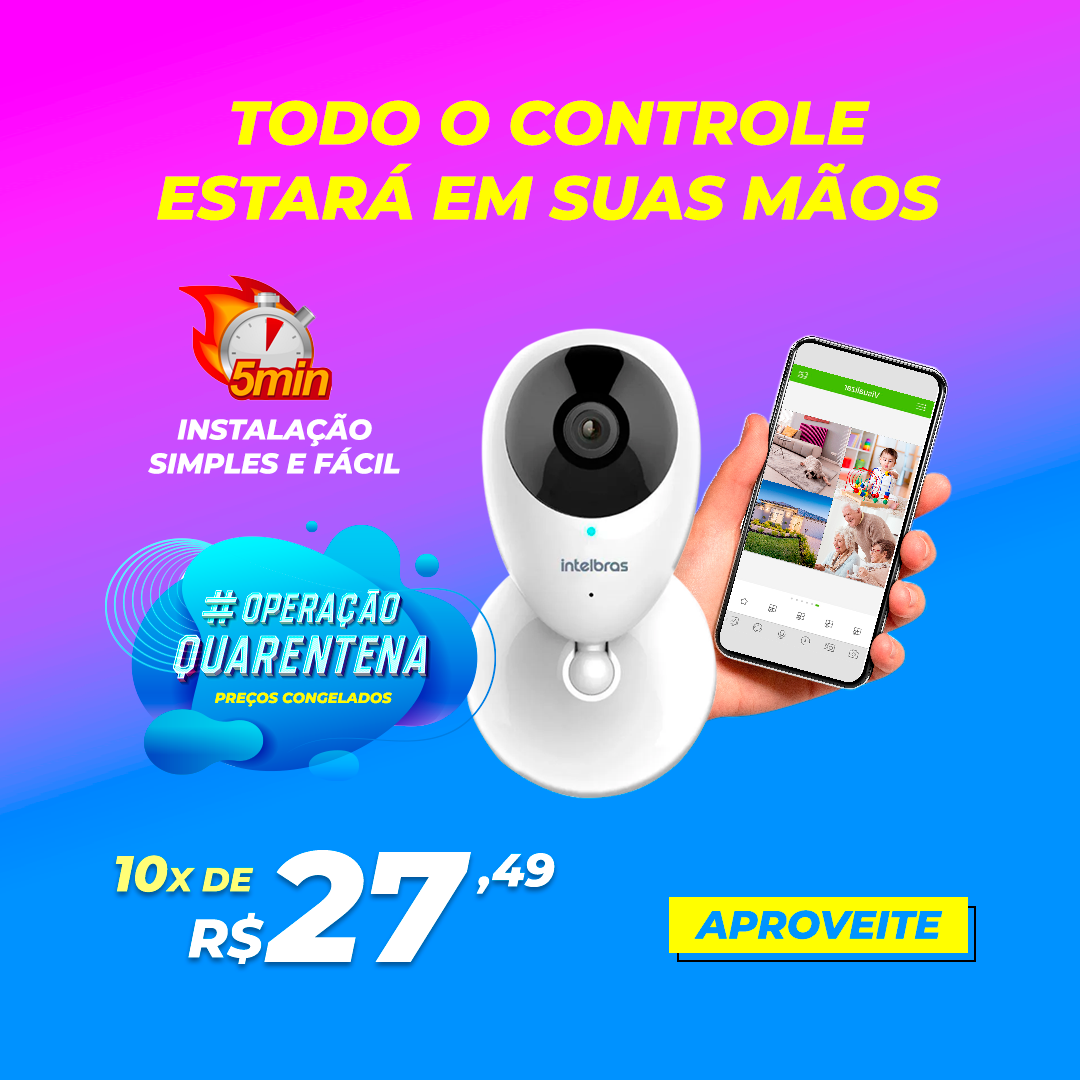 TODO O CONTROLE
ESTARÁ EM SUAS MÃOS
5min
INSTALAÇÃO
SIMPLES E FÁCIL
Visualizar
intelbras
#OPERAÇÃO
QUARENTENA
PREÇOS CONGELADOS
10X DE
R$27,49
APROVEITE